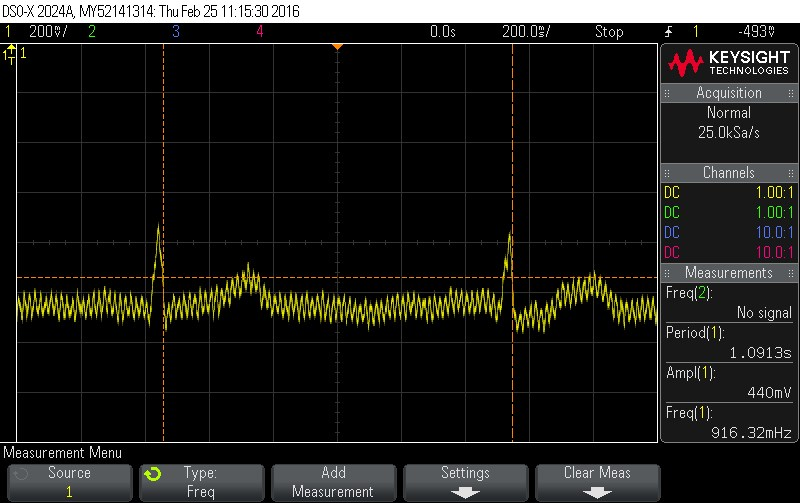 DSO-X 2024A, MY52141314: Thu Feb 25 11:15:30 2016
1 200mV/ 2 3 4 0.0s 200.0ms/ Stop 1 -493mV
1
KEYSIGHT
TECHNOLOGIES
Acquisition
Normal
25.0kSa/s
Channels
DC 1.00:1
DC 1.00:1
DC 10.0:1
DC 10.0:1
Measurements
Freq(2):
No signal
Period(1):
1.0913s
Ampl(1):
440mV
Freq(1):
916.32mHz
Measurement Menu
Source
1
Type:
Freq
Add
Measurement
Settings
Clear Meas